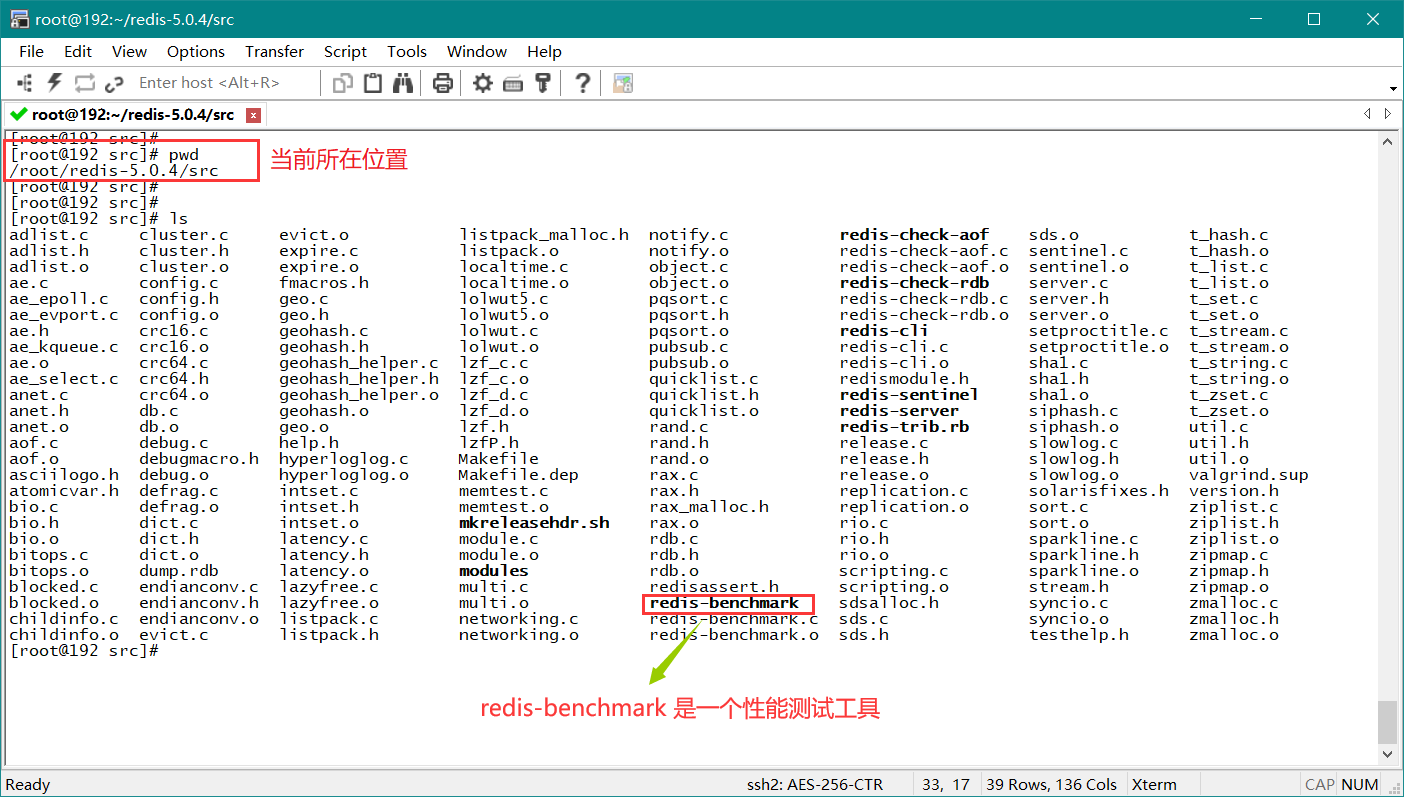 root@192:~/redis-5.0.4/src
File Edit View Options Transfer Script Tools Window Help
Enter host <Alt+R>
root@192:~/redis-5.0.4/src
[root@192 src]#
[root@192 src]# pwd
当前所在位置
/root/redis-5.0.4/src
[root@192 src]#
[root@192 src]#
[root@192 src]# ls
adlist.c cluster.c evict.o listpack_malloc.h notify.c redis-check-aof sds.o t_hash.c
adlist.h cluster.h expire.c listpack.o notify.o redis-check-aof.c sentinel.c t_hash.o
adlist.o cluster.o expire.o localtime.c object.c redis-check-aof.o sentinel.o t_list.c
ae.c config.c fmacros.h localtime.o object.o redis-check-rdb server.c t_list.o
ae_epoll.c config.h geo.c lolwut5.c pqsort.c redis-check-rdb.c server.h t_set.c
ae_evport.c config.o geo.h lolwut5.o pqsort.h redis-check-rdb.o server.o t_set.o
ae.h crc16.c geohash.c lolwut.c pqsort.o redis-cli setproctitle.c t_stream.c
ae_kqueue.c crc16.o geohash.h lolwut.o pubsub.c redis-cli.c setproctitle.o t_stream.o
ae.o crc64.c geohash_helper.c lzf_c.c pubsub.o redis-cli.o sha1.c t_string.c
ae_select.c crc64.h geohash_helper.h lzf_c.o quicklist.c redismodule.h sha1.h t_string.o
anet.c crc64.o geohash_helper.o lzf_d.c quicklist.h redis-sentinel sha1.o t_zset.c
anet.h db.c geohash.o lzf_d.o quicklist.o redis-server siphash.c t_zset.o
anet.o db.o geo.o lzf.h rand.c redis-trib.rb siphash.o util.c
aof.c debug.c help.h lzfP.h rand.h release.c slowlog.c util.h
aof.o debugmacro.h hyperloglog.c Makefile rand.o release.h slowlog.h util.o
asciilogo.h debug.o hyperloglog.o Makefile.dep rax.c release.o slowlog.o valgrind.sup
atomicvar.h defrag.c intset.c memtest.c rax.h replication.c solarisfixes.h version.h
bio.c defrag.o intset.h memtest.o rax_malloc.h replication.o sort.c ziplist.c
bio.h dict.c intset.o mkreleasehdr.sh rax.o rio.c sort.o ziplist.h
bio.o dict.h latency.c module.c rdb.c rio.h sparkline.c ziplist.o
bitops.c dict.o latency.h module.o rdb.h rio.o sparkline.h zipmap.c
bitops.o dump.rdb latency.o modules rdb.o scripting.c sparkline.o zipmap.h
blocked.c endianconv.c lazyfree.c multi.c redisassert.h scripting.o stream.h zipmap.o
blocked.o endianconv.h lazyfree.o multi.o redis-benchmark sdsalloc.h syncio.c zmalloc.c
childinfo.c endianconv.o listpack.c networking.c redis-benchmark.c sds.c syncio.o zmalloc.h
childinfo.o evict.c listpack.h networking.o redis-benchmark.o sds.h testhelp.h zmalloc.o
[root@192 src]#
redis-benchmark 是一个性能测试工具
Ready ssh2: AES-256-CTR 33, 17 39 Rows, 136 Cols Xterm CAP NUM